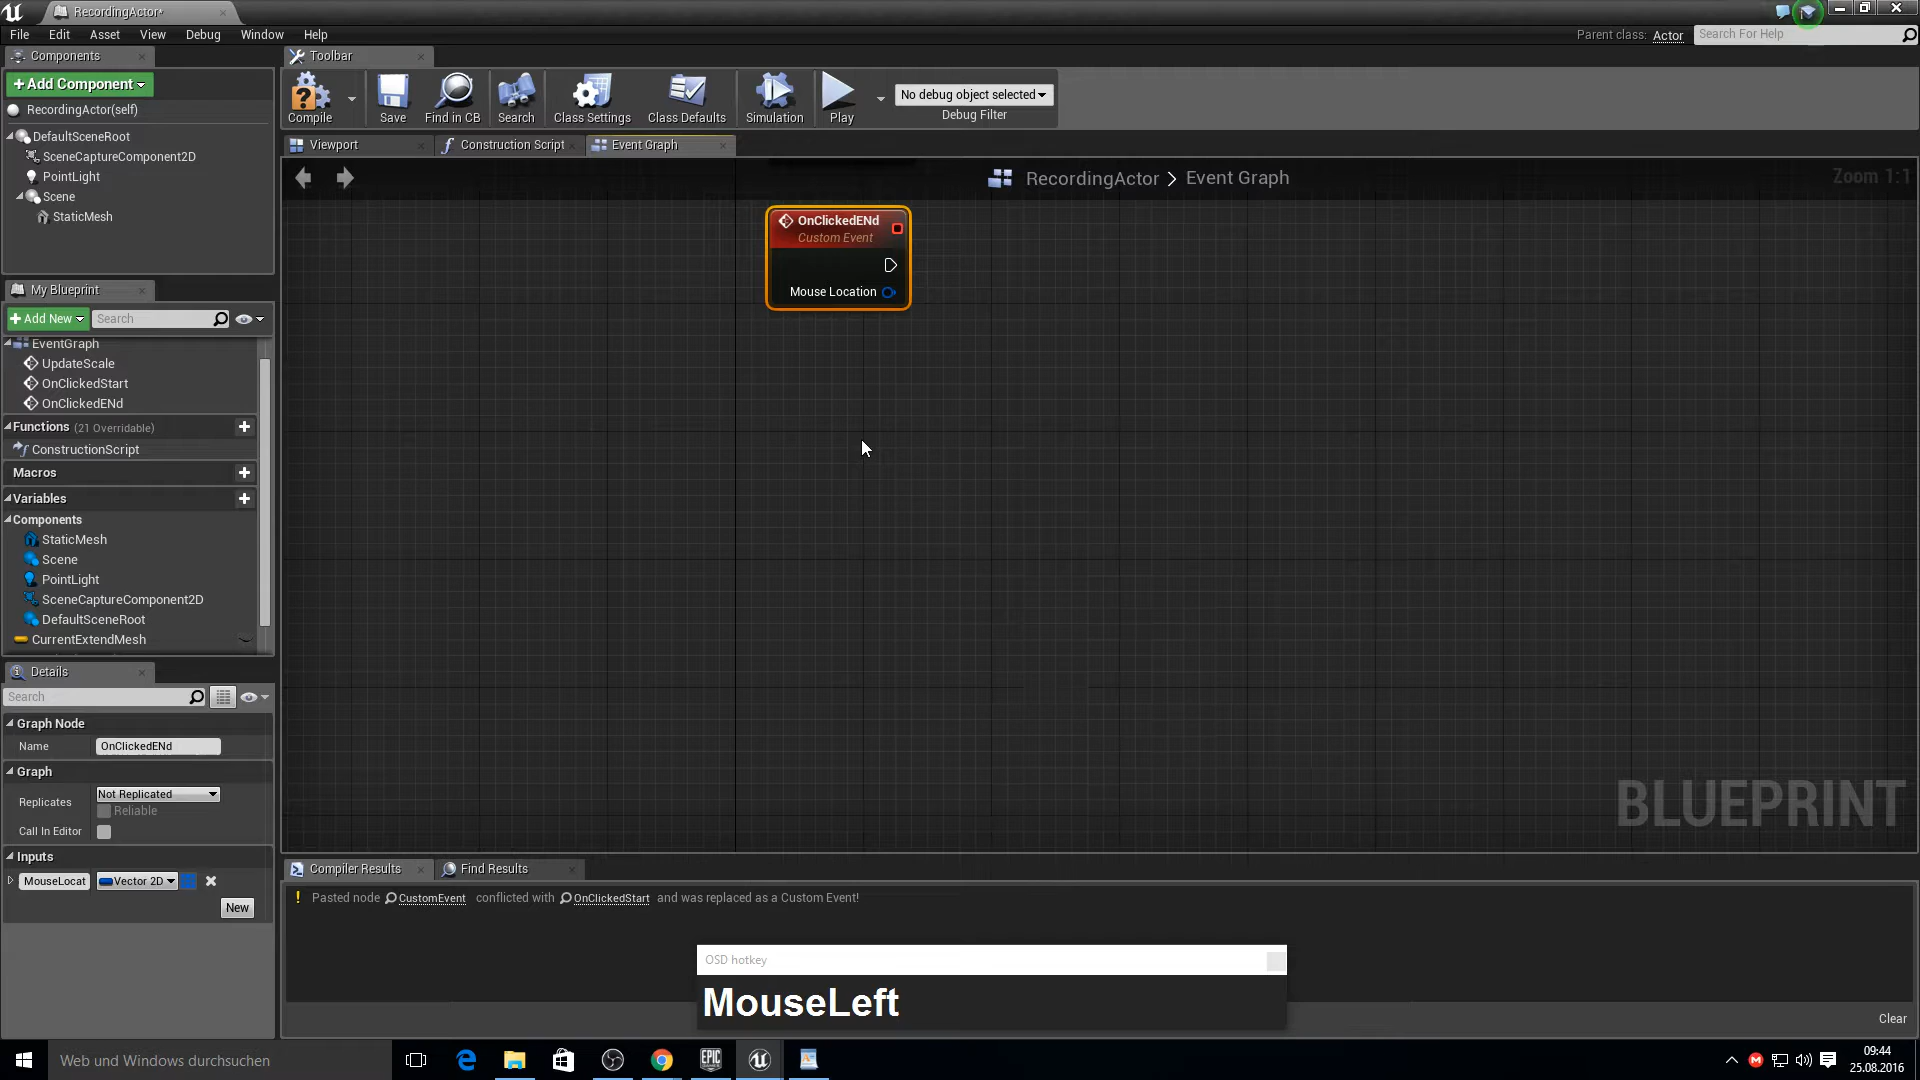 RecordingActor*
File Edit Asset View Debug Window Help
Parent class: Actor Search For Help
Components
Toolbar
Add Component
RecordingActor(self)
DefaultSceneRoot
SceneCaptureComponent2D
PointLight
Scene
StaticMesh
Compile Save Find in CB Search Class Settings Class Defaults Simulation Play
No debug object selected
Debug Filter
Viewport Construction Script Event Graph
RecordingActor > Event Graph
Zoom 1:1
OnClickedENd
Custom Event
Mouse Location
My Blueprint
Add New Search
EventGraph
UpdateScale
OnClickedStart
OnClickedENd
Functions (21 Overridable)
ConstructionScript
Macros
Variables
Components
StaticMesh
Scene
PointLight
SceneCaptureComponent2D
DefaultSceneRoot
CurrentExtendMesh
Details
Search
Graph Node
Name OnClickedENd
Graph
Replicates Not Replicated
Reliable
Call In Editor
Inputs
MouseLocat Vector 2D
New
BLUEPRINT
Compiler Results Find Results
! Pasted node CustomEvent conflicted with OnClickedStart and was replaced as a Custom Event!
OSD hotkey
MouseLeft
Clear
Web und Windows durchsuchen
EPIC
09:44
25.08.2016